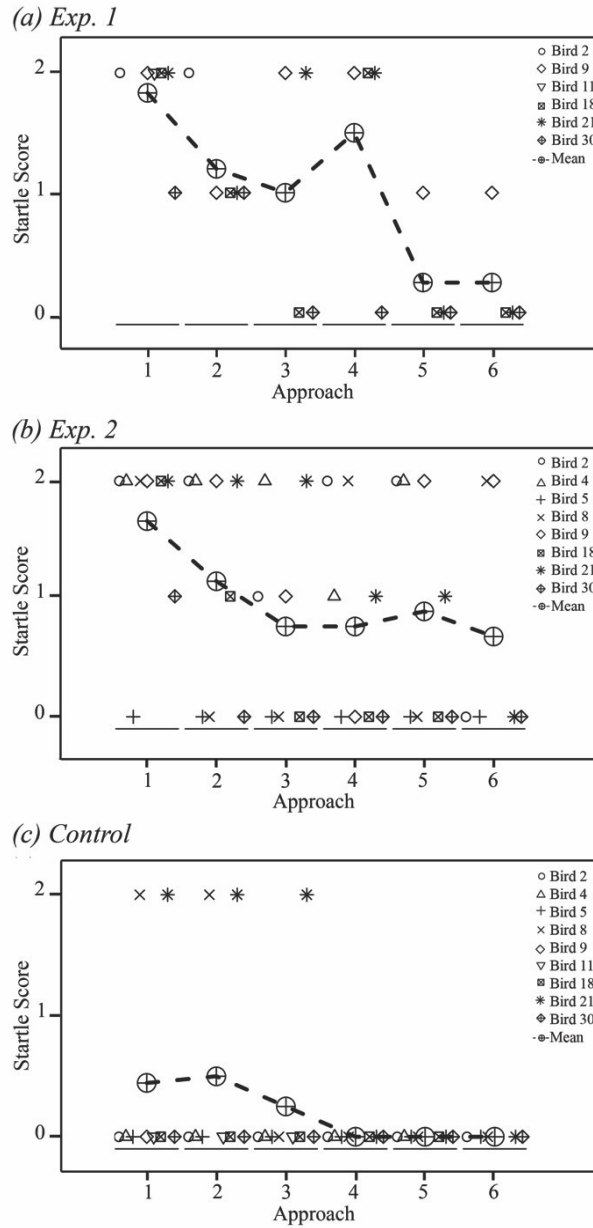 (a) Exp. 1
Startle Score
2
1
0
1 2 3 4 5 6
Approach
Bird 2
Bird 9
Bird 11
Bird 18
Bird 21
Bird 30
Mean
(b) Exp. 2
Startle Score
2
1
0
1 2 3 4 5 6
Approach
Bird 2
Bird 4
Bird 5
Bird 8
Bird 9
Bird 18
Bird 21
Bird 30
Mean
(c) Control
Startle Score
2
1
0
1 2 3 4 5 6
Approach
Bird 2
Bird 4
Bird 5
Bird 8
Bird 9
Bird 11
Bird 18
Bird 21
Bird 30
Mean